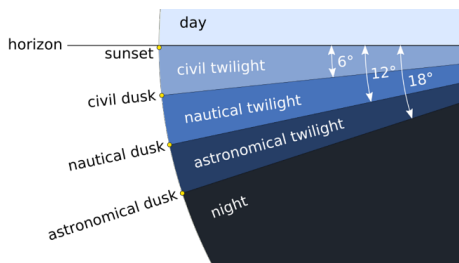 day
horizon
sunset
civil twilight
6°
civil dusk
12°
18°
nautical twilight
nautical dusk
astronomical twilight
astronomical dusk
night